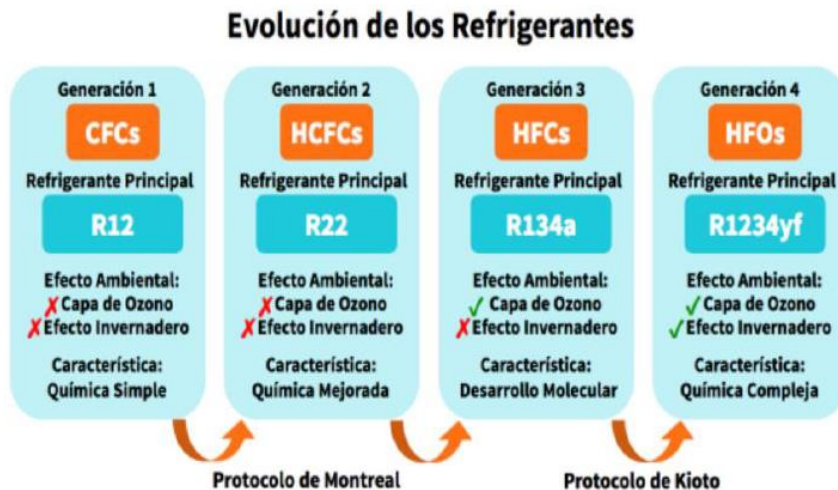 Evolución de los Refrigerantes
Generación 1
CFCs
Refrigerante Principal
R12
Efecto Ambiental:
✗ Capa de Ozono
✗ Efecto Invernadero
Característica:
Química Simple
Generación 2
HCFCs
Refrigerante Principal
R22
Efecto Ambiental:
✗ Capa de Ozono
✗ Efecto Invernadero
Característica:
Química Mejorada
Generación 3
HFCs
Refrigerante Principal
R134a
Efecto Ambiental:
✓ Capa de Ozono
✗ Efecto Invernadero
Característica:
Desarrollo Molecular
Generación 4
HFOs
Refrigerante Principal
R1234yf
Efecto Ambiental:
✓ Capa de Ozono
✓ Efecto Invernadero
Característica:
Química Compleja
Protocolo de Montreal
Protocolo de Kioto